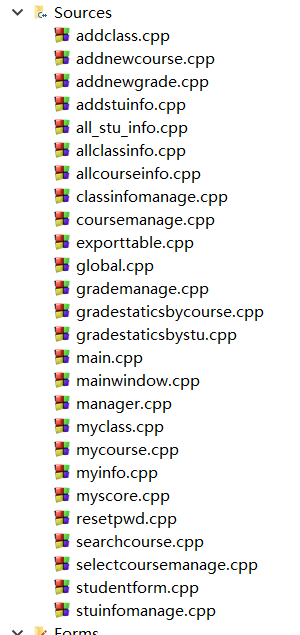 Sources
addclass.cpp
addnewcourse.cpp
addnewgrade.cpp
addstuinfo.cpp
all_stu_info.cpp
allclassinfo.cpp
allcourseinfo.cpp
classinfomanage.cpp
coursemanage.cpp
exporttable.cpp
global.cpp
grademanage.cpp
gradestaticsbycourse.cpp
gradestaticsbystu.cpp
main.cpp
mainwindow.cpp
manager.cpp
myclass.cpp
mycourse.cpp
myinfo.cpp
myscore.cpp
resetpwd.cpp
searchcourse.cpp
selectcoursemanage.cpp
studentform.cpp
stuinfomanage.cpp
Forms